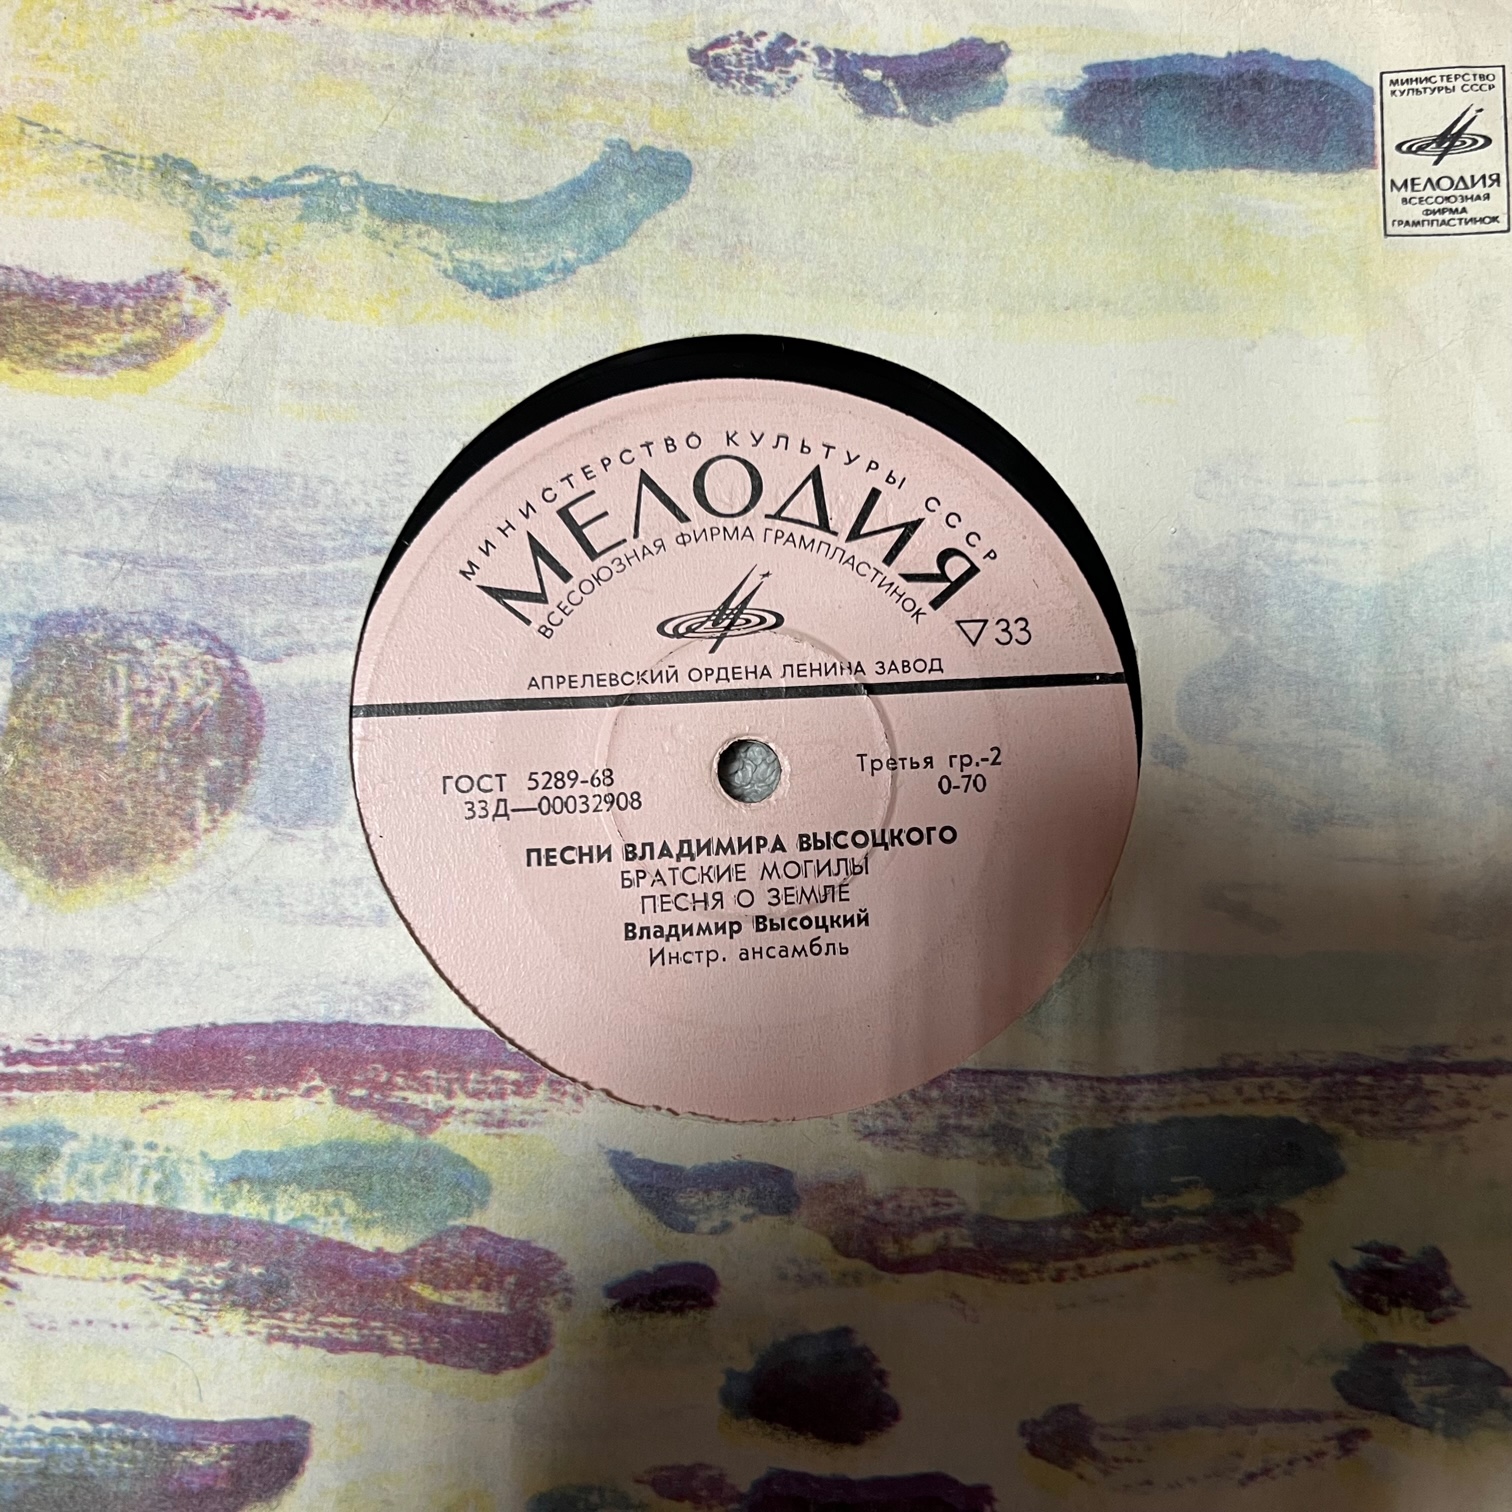 МИНИСТЕРСТВО
КУЛЬТУРЫ СССР
МЕЛОДИЯ
ВСЕСОЮЗНАЯ
ФИРМА
ГРАМПЛАСТИНОК
МИНИСТЕРСТВО КУЛЬТУРЫ СССР
МЕЛОДИЯ
ВСЕСОЮЗНАЯ ФИРМА ГРАМПЛАСТИНОК
▽33
АПРЕЛЕВСКИЙ ОРДЕНА ЛЕНИНА ЗАВОД
ГОСТ 5289-68
33Д—00032908
Третья гр.-2
0-70
ПЕСНИ ВЛАДИМИРА ВЫСОЦКОГО
БРАТСКИЕ МОГИЛЫ
ПЕСНЯ О ЗЕМЛЕ
Владимир Высоцкий
Инстр. ансамбль